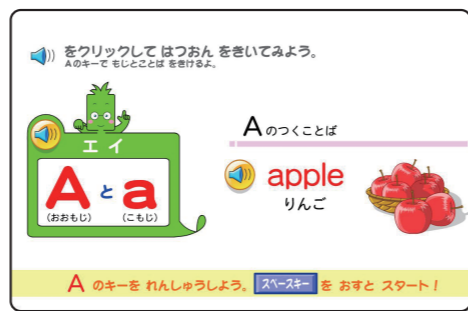 をクリックして はつおん をきいてみよう。
Aのキーで もじとことば をきけるよ。
エイ
A と a
(おおもじ) (こもじ)
Aのつくことば
apple
りんご
A のキーを れんしゅうしよう。 スペースキー を おすと スタート!